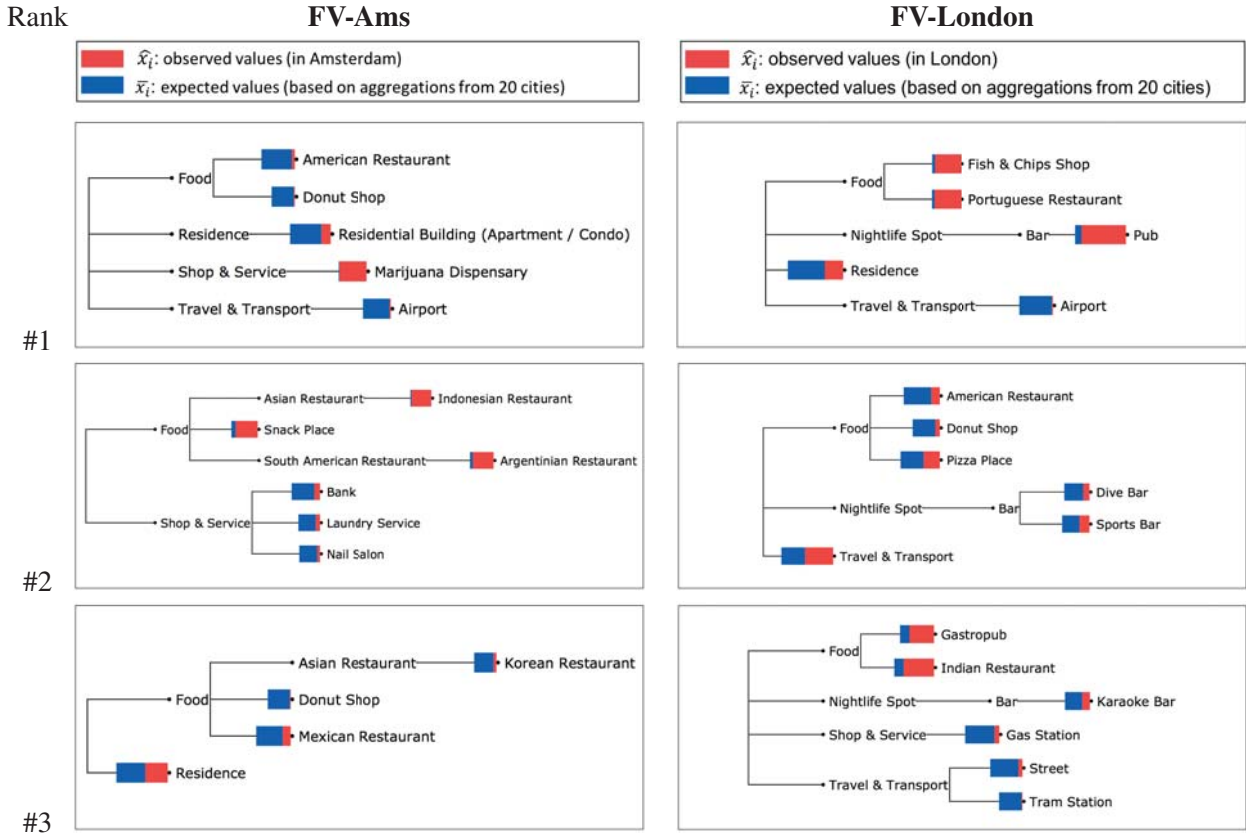 Rank FV-Ams FV-London
x̂ᵢ: observed values (in Amsterdam)
x̄ᵢ: expected values (based on aggregations from 20 cities)
x̂ᵢ: observed values (in London)
x̄ᵢ: expected values (based on aggregations from 20 cities)
American Restaurant
Food
Donut Shop
Residence Residential Building (Apartment / Condo)
Shop & Service Marijuana Dispensary
Travel & Transport Airport
Fish & Chips Shop
Food
Portuguese Restaurant
Nightlife Spot Bar Pub
Residence
Travel & Transport Airport
#1
Asian Restaurant Indonesian Restaurant
Food Snack Place
South American Restaurant Argentinian Restaurant
Bank
Shop & Service Laundry Service
Nail Salon
American Restaurant
Food Donut Shop
Pizza Place
Dive Bar
Nightlife Spot Bar
Sports Bar
Travel & Transport
#2
Asian Restaurant Korean Restaurant
Food Donut Shop
Mexican Restaurant
Residence
Gastropub
Food
Indian Restaurant
Nightlife Spot Bar Karaoke Bar
Shop & Service Gas Station
Street
Travel & Transport
Tram Station
#3